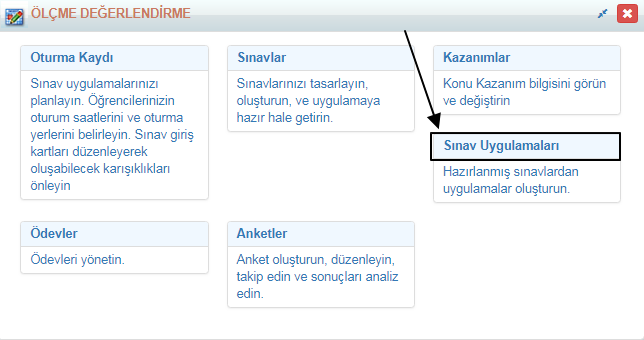 ÖLÇME DEĞERLENDİRME
Oturma Kaydı
Sınav uygulamalarınızı
planlayın. Öğrencilerinizin
oturum saatlerini ve oturma
yerlerini belirleyin. Sınav giriş
kartları düzenleyerek
oluşabilecek karışıklıkları
önleyin
Sınavlar
Sınavlarınızı tasarlayın,
oluşturun, ve uygulamaya
hazır hale getirin.
Kazanımlar
Konu Kazanım bilgisini görün
ve değiştirin
Sınav Uygulamaları
Hazırlanmış sınavlardan
uygulamalar oluşturun.
Ödevler
Ödevleri yönetin.
Anketler
Anket oluşturun, düzenleyin,
takip edin ve sonuçları analiz
edin.